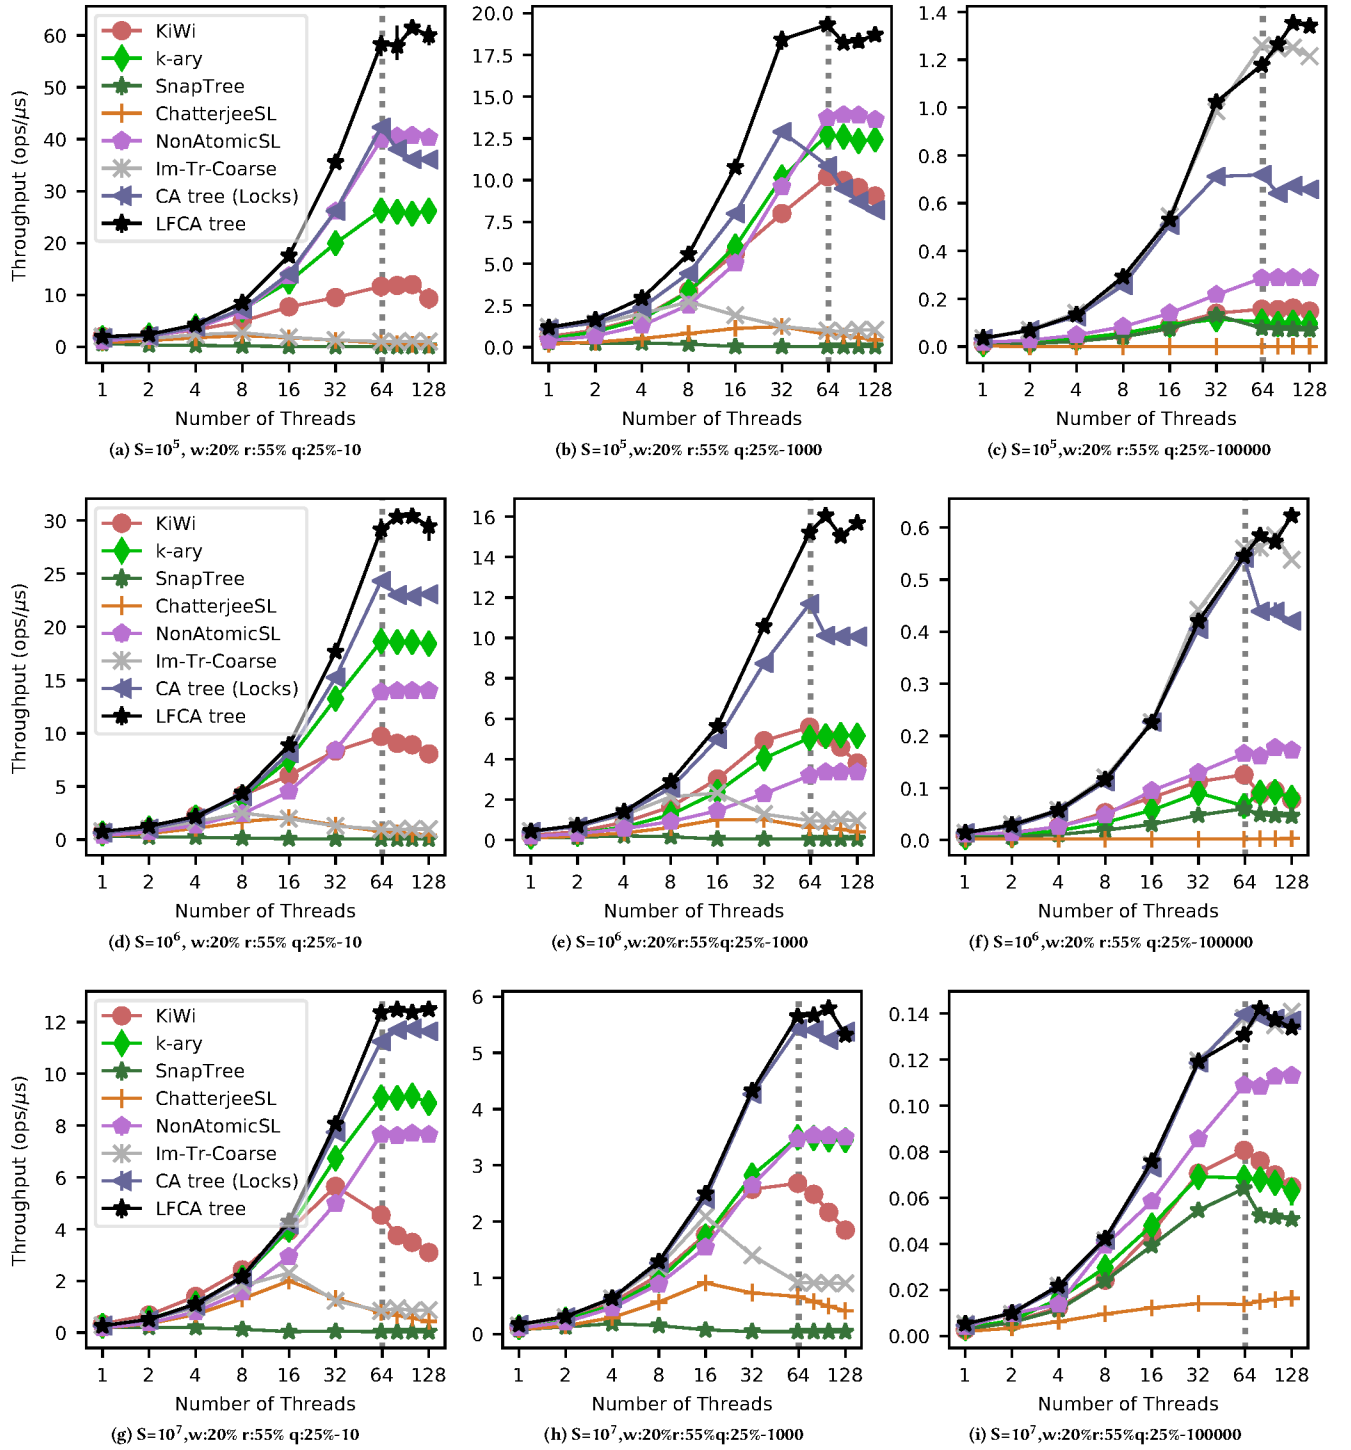 60
50
40
30
20
10
0
Throughput (ops/μs)
KiWi
k-ary
SnapTree
ChatterjeeSL
NonAtomicSL
Im-Tr-Coarse
CA tree (Locks)
LFCA tree
1 2 4 8 16 32 64 128
Number of Threads
(a) S=10^5, w:20% r:55% q:25%-10
20.0
17.5
15.0
12.5
10.0
7.5
5.0
2.5
0.0
1 2 4 8 16 32 64 128
Number of Threads
(b) S=10^5,w:20% r:55% q:25%-1000
1.4
1.2
1.0
0.8
0.6
0.4
0.2
0.0
1 2 4 8 16 32 64 128
Number of Threads
(c) S=10^5,w:20% r:55% q:25%-100000
30
25
20
15
10
5
0
Throughput (ops/μs)
KiWi
k-ary
SnapTree
ChatterjeeSL
NonAtomicSL
Im-Tr-Coarse
CA tree (Locks)
LFCA tree
1 2 4 8 16 32 64 128
Number of Threads
(d) S=10^6, w:20% r:55% q:25%-10
16
14
12
10
8
6
4
2
0
1 2 4 8 16 32 64 128
Number of Threads
(e) S=10^6,w:20%r:55%q:25%-1000
0.6
0.5
0.4
0.3
0.2
0.1
0.0
1 2 4 8 16 32 64 128
Number of Threads
(f) S=10^6,w:20% r:55% q:25%-100000
12
10
8
6
4
2
0
Throughput (ops/μs)
KiWi
k-ary
SnapTree
ChatterjeeSL
NonAtomicSL
Im-Tr-Coarse
CA tree (Locks)
LFCA tree
1 2 4 8 16 32 64 128
Number of Threads
(g) S=10^7,w:20% r:55% q:25%-10
6
5
4
3
2
1
0
1 2 4 8 16 32 64 128
Number of Threads
(h) S=10^7,w:20%r:55%q:25%-1000
0.14
0.12
0.10
0.08
0.06
0.04
0.02
0.00
1 2 4 8 16 32 64 128
Number of Threads
(i) S=10^7,w:20%r:55% q:25%-100000